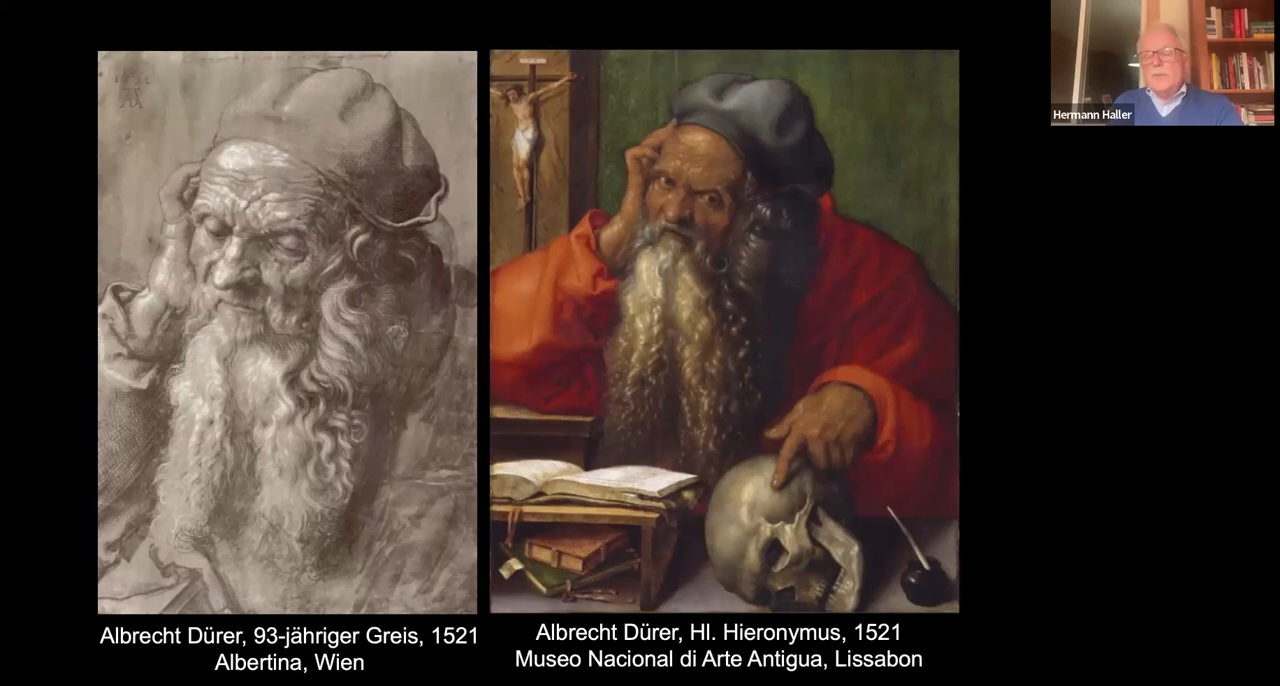 Hermann Haller
Albrecht Dürer, 93-jähriger Greis, 1521
Albertina, Wien
Albrecht Dürer, Hl. Hieronymus, 1521
Museo Nacional di Arte Antigua, Lissabon